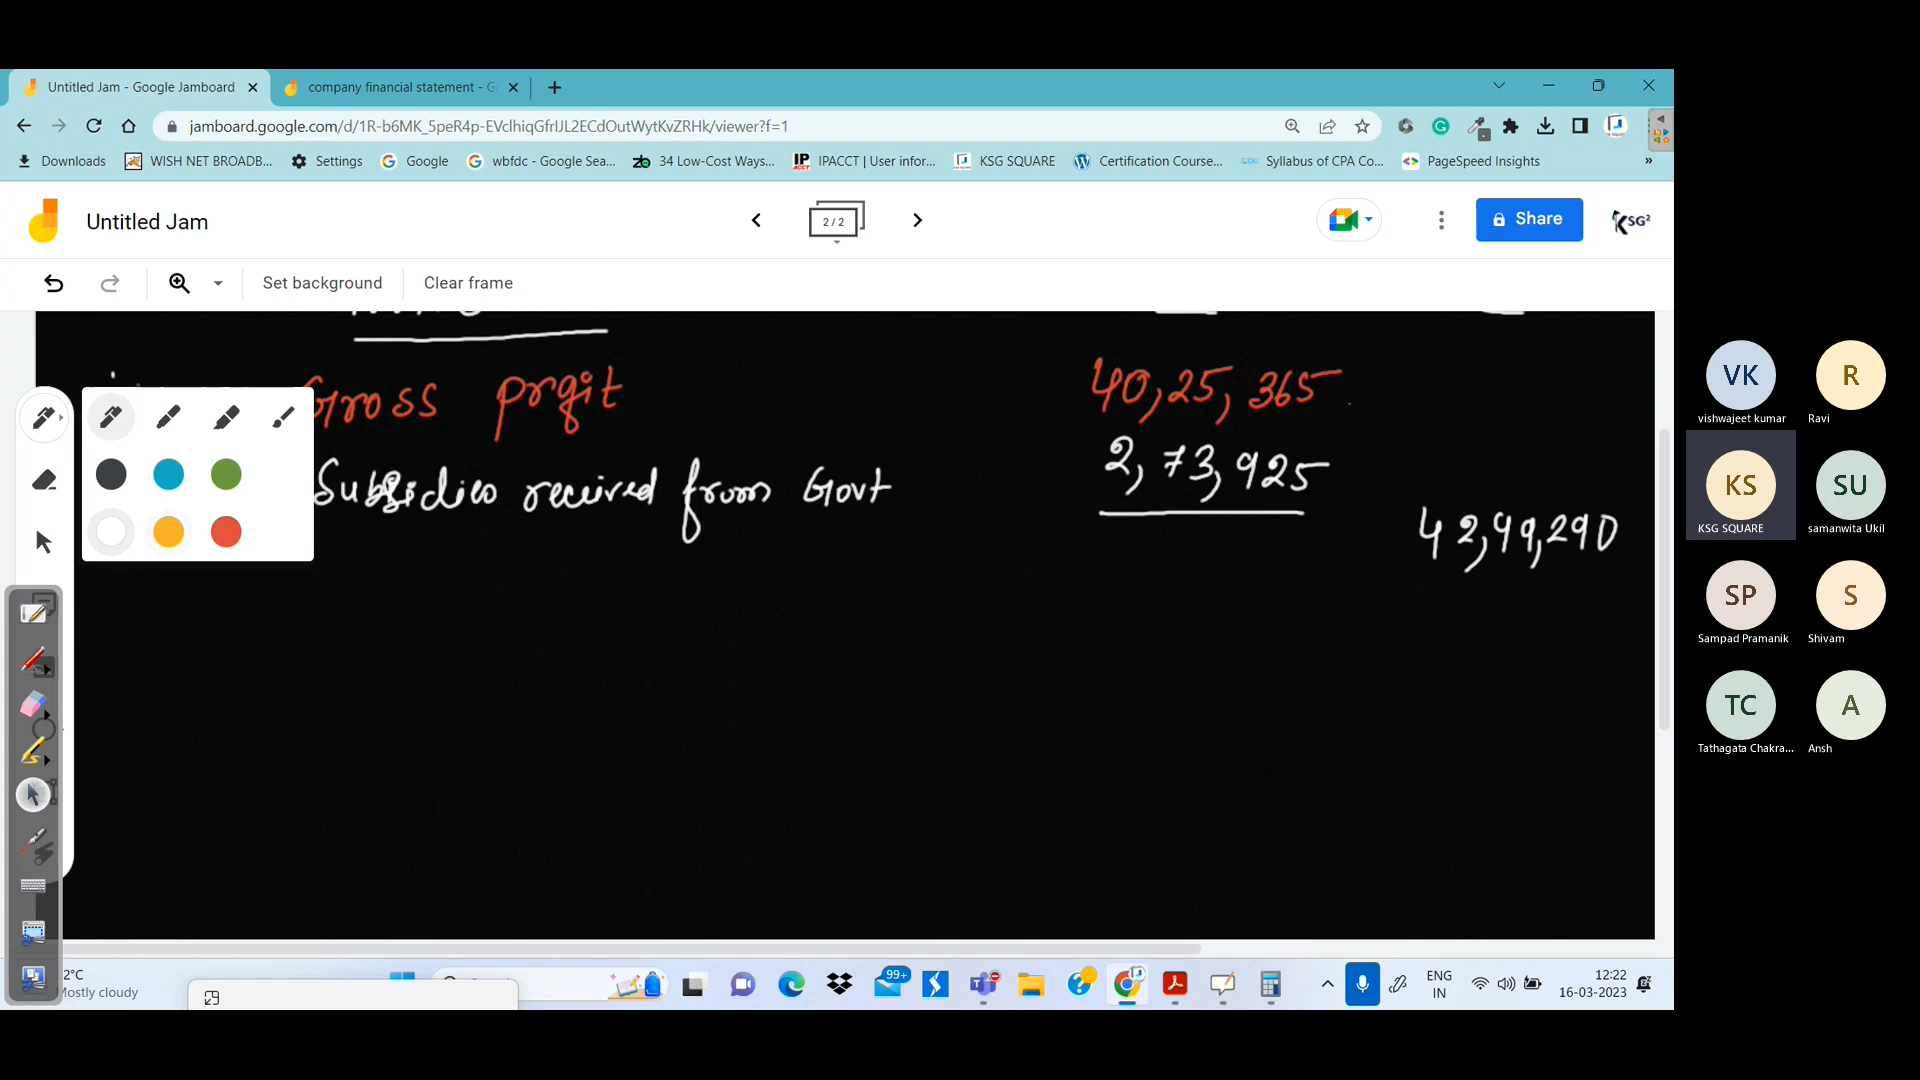 Untitled Jam - Google Jamboard
company financial statement - G
jamboard.google.com/d/1R-b6MK_5peR4p-EVclhiqGfrIJL2ECdOutWytKvZRHk/viewer?f=1
Downloads
WISH NET BROADB...
Settings
Google
wbfdc - Google Sea...
34 Low-Cost Ways...
IPACCT | User infor...
KSG SQUARE
Certification Course...
Syllabus of CPA Co...
PageSpeed Insights
»
Untitled Jam
2 / 2
Share
KSG²
Set background
Clear frame
Gross profit 40,25,365
Subsidies received from Govt 2,73,925
42,99,290
VK
vishwajeet kumar
R
Ravi
KS
KSG SQUARE
SU
samanwita Ukil
SP
Sampad Pramanik
S
Shivam
TC
Tathagata Chakra...
A
Ansh
2°C
Mostly cloudy
99+
ENG
IN
12:22
16-03-2023